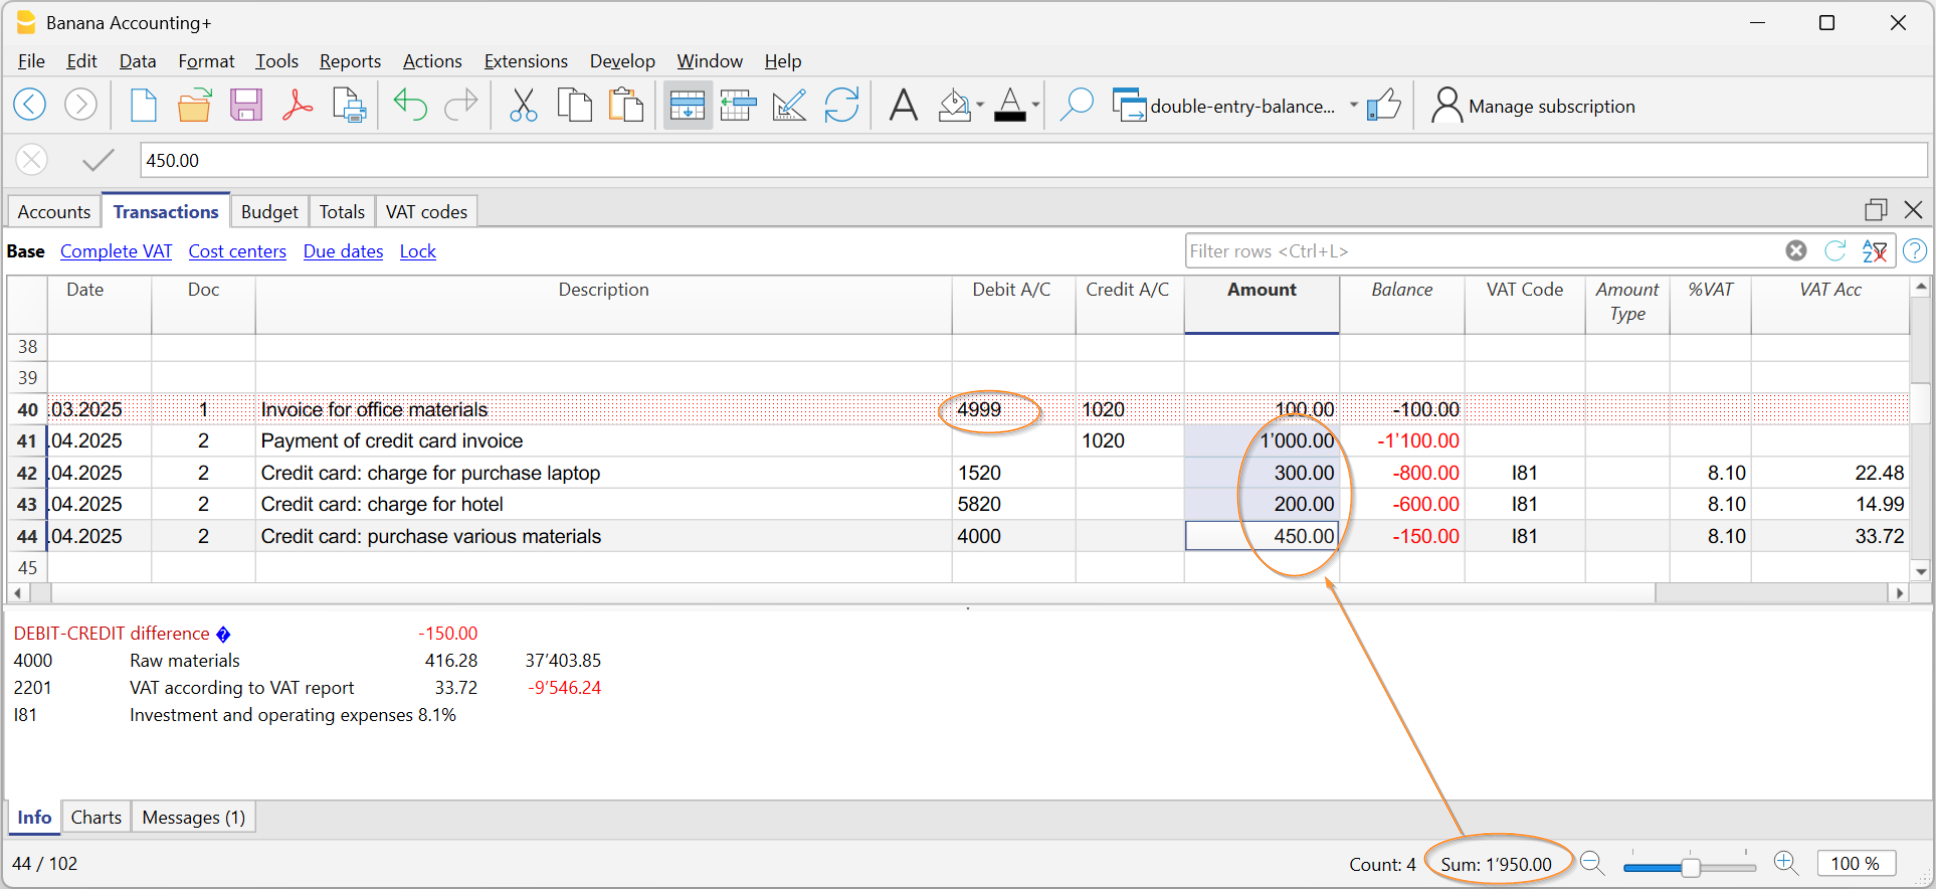 Banana Accounting+
File Edit Data Format Tools Reports Actions Extensions Develop Window Help
double-entry-balance... Manage subscription
450.00
Accounts Transactions Budget Totals VAT codes
Base Complete VAT Cost centers Due dates Lock Filter rows <Ctrl+L>
Date Doc Description Debit A/C Credit A/C Amount Balance VAT Code Amount Type %VAT VAT Acc
38
39
40 .03.2025 1 Invoice for office materials 4999 1020 100.00 -100.00
41 .04.2025 2 Payment of credit card invoice 1020 1’000.00 -1’100.00
42 .04.2025 2 Credit card: charge for purchase laptop 1520 300.00 -800.00 I81 8.10 22.48
43 .04.2025 2 Credit card: charge for hotel 5820 200.00 -600.00 I81 8.10 14.99
44 .04.2025 2 Credit card: purchase various materials 4000 450.00 -150.00 I81 8.10 33.72
45
DEBIT-CREDIT difference -150.00
4000 Raw materials 416.28 37’403.85
2201 VAT according to VAT report 33.72 -9’546.24
I81 Investment and operating expenses 8.1%
Info Charts Messages (1)
44 / 102 Count: 4 Sum: 1’950.00 100 %